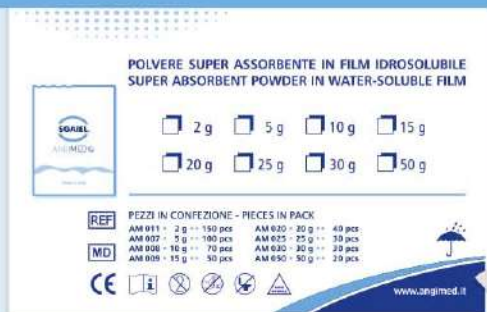 POLVERE SUPER ASSORBENTE IN FILM IDROSOLUBILE
SUPER ABSORBENT POWDER IN WATER-SOLUBLE FILM
SGAIEL
ANGIMED®
2 g 5 g 10 g 15 g
20 g 25 g 30 g 50 g
REF
PEZZI IN CONFEZIONE - PIECES IN PACK
AM 011 - 2 g -- 150 pcs AM 020 - 20 g -- 40 pcs
AM 007 - 5 g -- 100 pcs AM 025 - 25 g -- 30 pcs
MD
AM 008 - 10 g -- 70 pcs AM 030 - 30 g -- 20 pcs
AM 009 - 15 g -- 50 pcs AM 050 - 50 g -- 20 pcs
CE
www.angimed.it